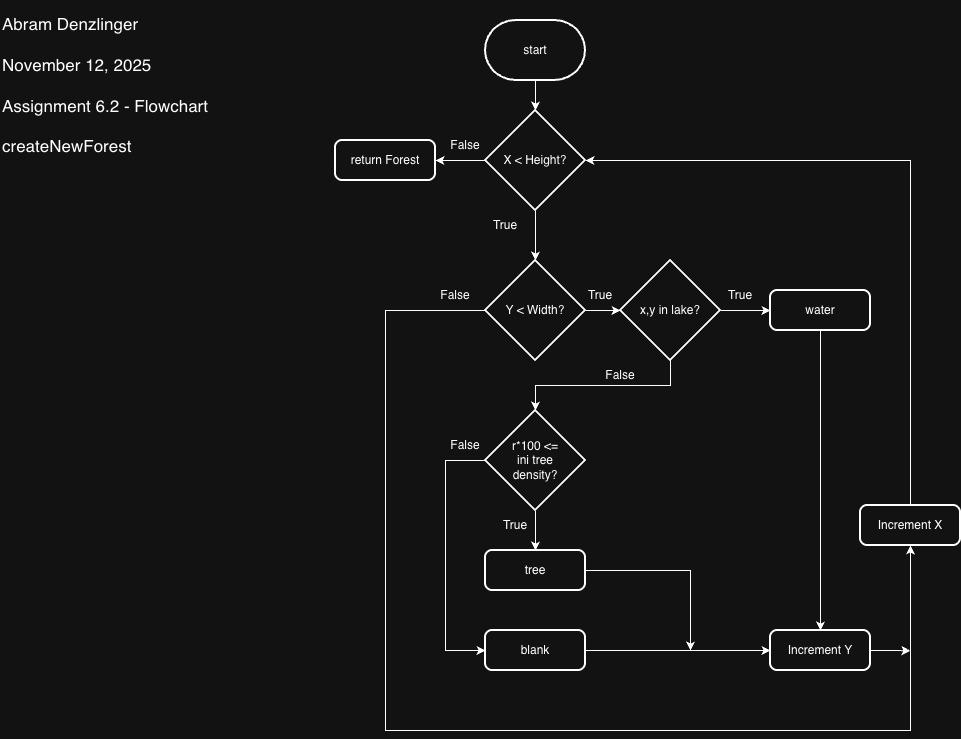 Abram Denzlinger
November 12, 2025
Assignment 6.2 - Flowchart
createNewForest
start
X < Height?
False
return Forest
True
Y < Width?
False
True
x,y in lake?
True
water
False
r*100 <=
ini tree
density?
False
True
tree
blank
Increment Y
Increment X